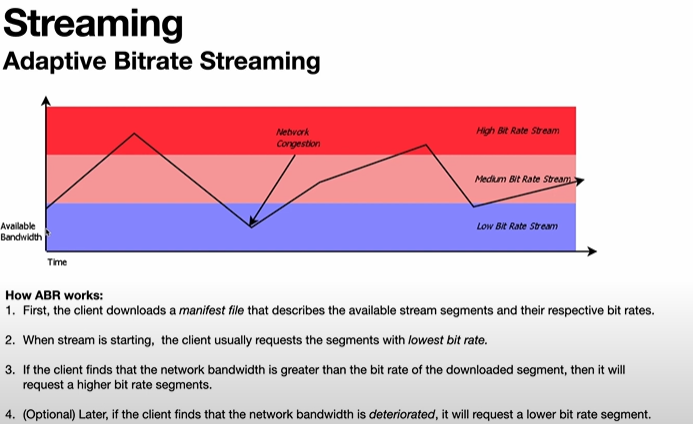 Streaming
Adaptive Bitrate Streaming
Network
Congestion
High Bit Rate Stream
Medium Bit Rate Stream
Available
Bandwidth
Low Bit Rate Stream
Time
How ABR works:
1. First, the client downloads a manifest file that describes the available stream segments and their respective bit rates.
2. When stream is starting, the client usually requests the segments with lowest bit rate.
3. If the client finds that the network bandwidth is greater than the bit rate of the downloaded segment, then it will
request a higher bit rate segments.
4. (Optional) Later, if the client finds that the network bandwidth is deteriorated, it will request a lower bit rate segment.